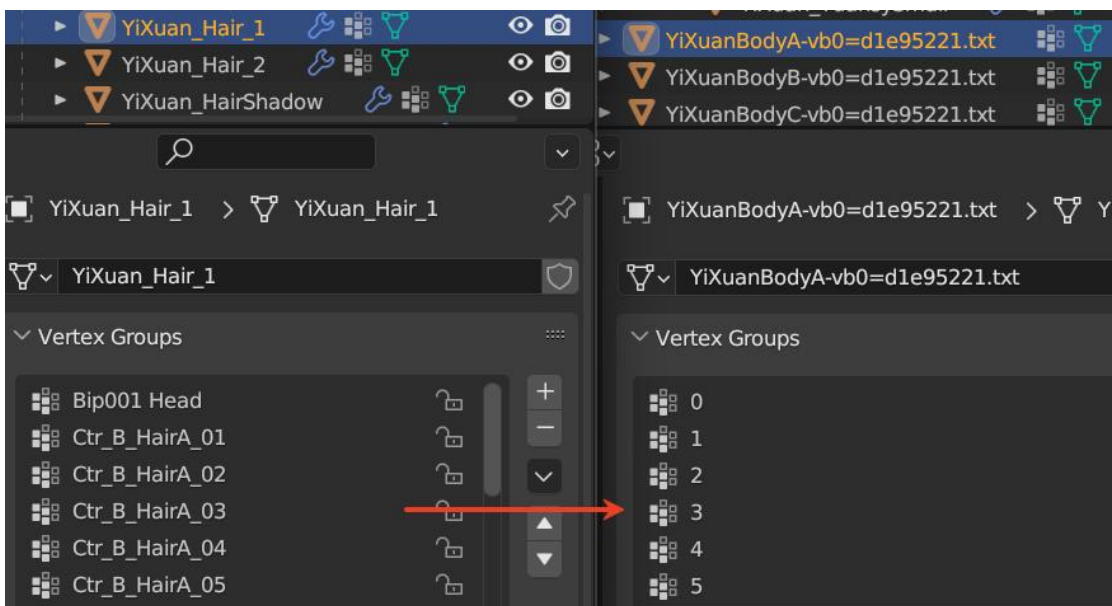 YiXuan_Hair_1
YiXuan_Hair_2
YiXuan_HairShadow
YiXuan_Hair_1 > YiXuan_Hair_1
YiXuan_Hair_1
Vertex Groups
Bip001 Head
Ctr_B_HairA_01
Ctr_B_HairA_02
Ctr_B_HairA_03
Ctr_B_HairA_04
Ctr_B_HairA_05
YiXuanBodyA-vb0=d1e95221.txt
YiXuanBodyB-vb0=d1e95221.txt
YiXuanBodyC-vb0=d1e95221.txt
YiXuanBodyA-vb0=d1e95221.txt > Y
YiXuanBodyA-vb0=d1e95221.txt
Vertex Groups
0
1
2
3
4
5